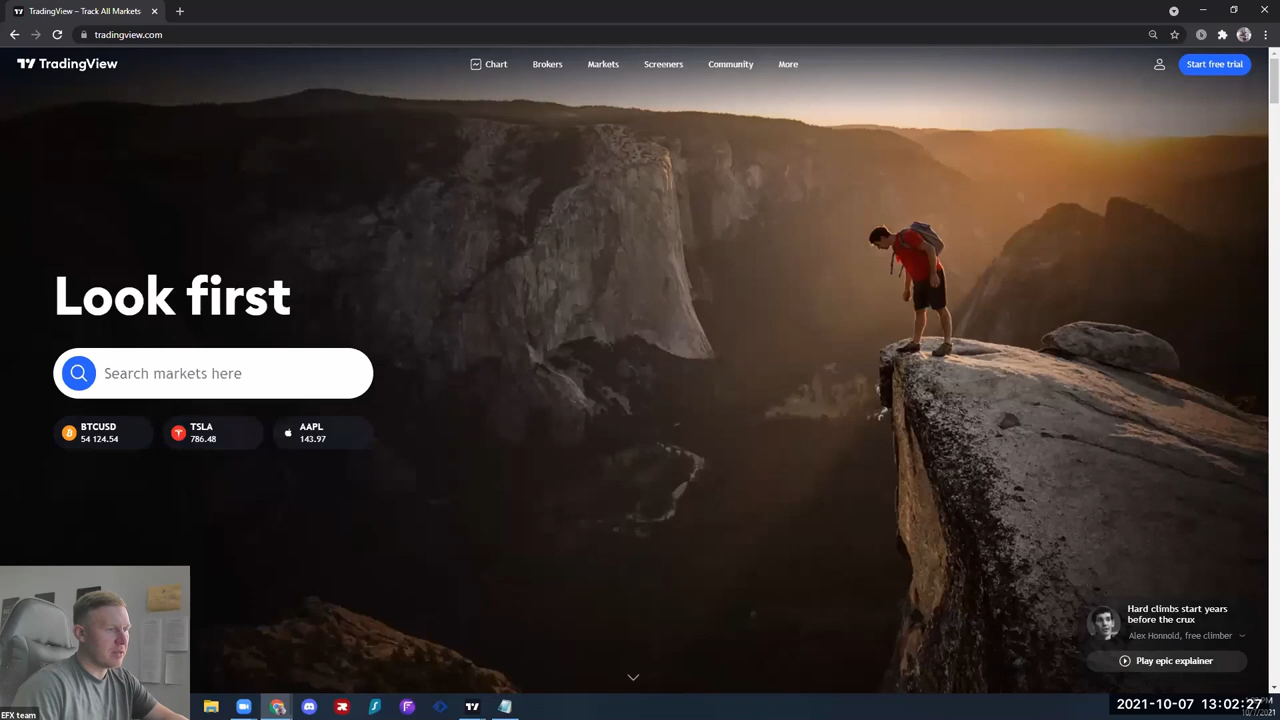 TradingView – Track All Markets
tradingview.com
TradingView
Chart
Brokers
Markets
Screeners
Community
More
Start free trial
Look first
Search markets here
BTCUSD
54 124.54
TSLA
786.48
AAPL
143.97
Hard climbs start years
before the crux
Alex Honnold, free climber
Play epic explainer
EFX team
2021-10-07 13:02:27